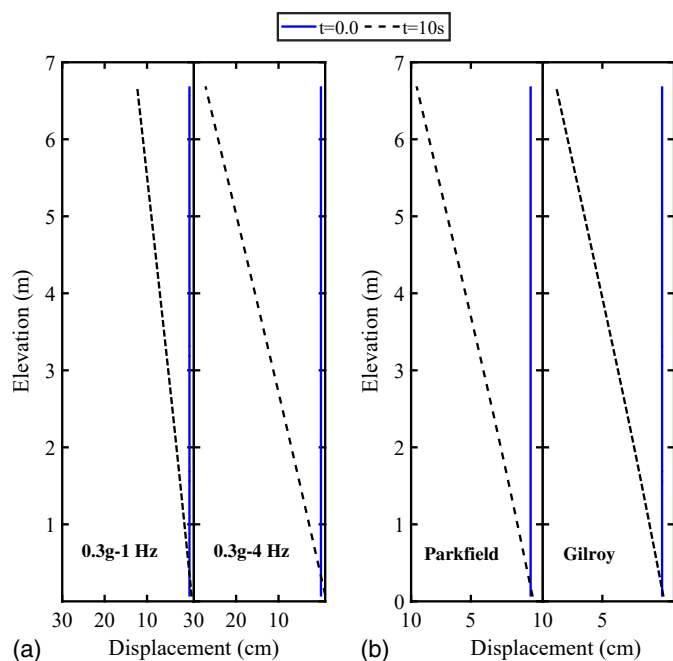 t=0.0 t=10s
7
6
5
4
3
2
1
0
Elevation (m)
0.3g-1 Hz
0.3g-4 Hz
30 20 10 30 20 10
(a) Displacement (cm)
7
6
5
4
3
2
1
0
Elevation (m)
Parkfield
Gilroy
10 5 10 5
(b) Displacement (cm)